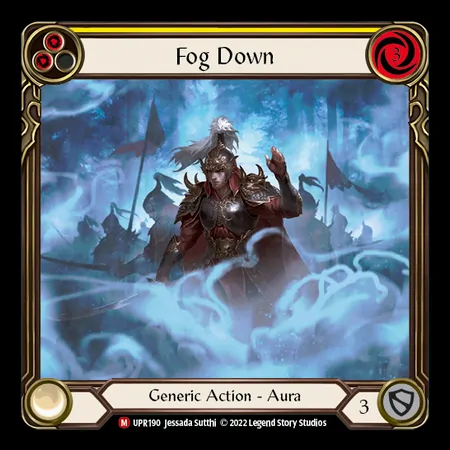 Fog Down
3
Generic Action - Aura
3
M UPR190 Jessada Sutthi © 2022 Legend Story Studios